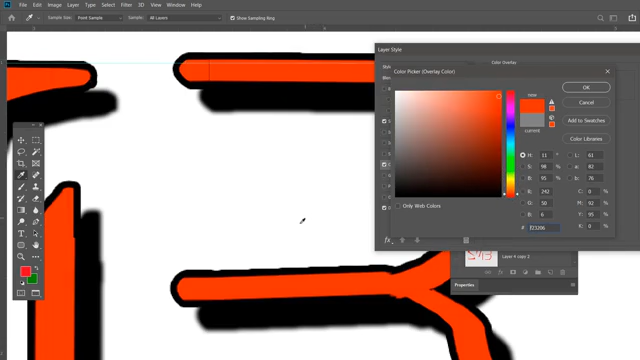 Ps File Edit Image Layer Type Select Filter 3D View Window Help
Sample Size: Point Sample Sample: All Layers Show Sampling Ring
Layer Style
Color Overlay
Color Picker (Overlay Color)
new
current
OK
Cancel
Add to Swatches
Color Libraries
H: 11 ° L: 61
S: 98 % a: 82
B: 95 % b: 76
R: 242 C: 0 %
G: 50 M: 92 %
B: 6 Y: 95 %
K: 0 %
Only Web Colors
# f23206
fx
Layer 4 copy 2
Properties